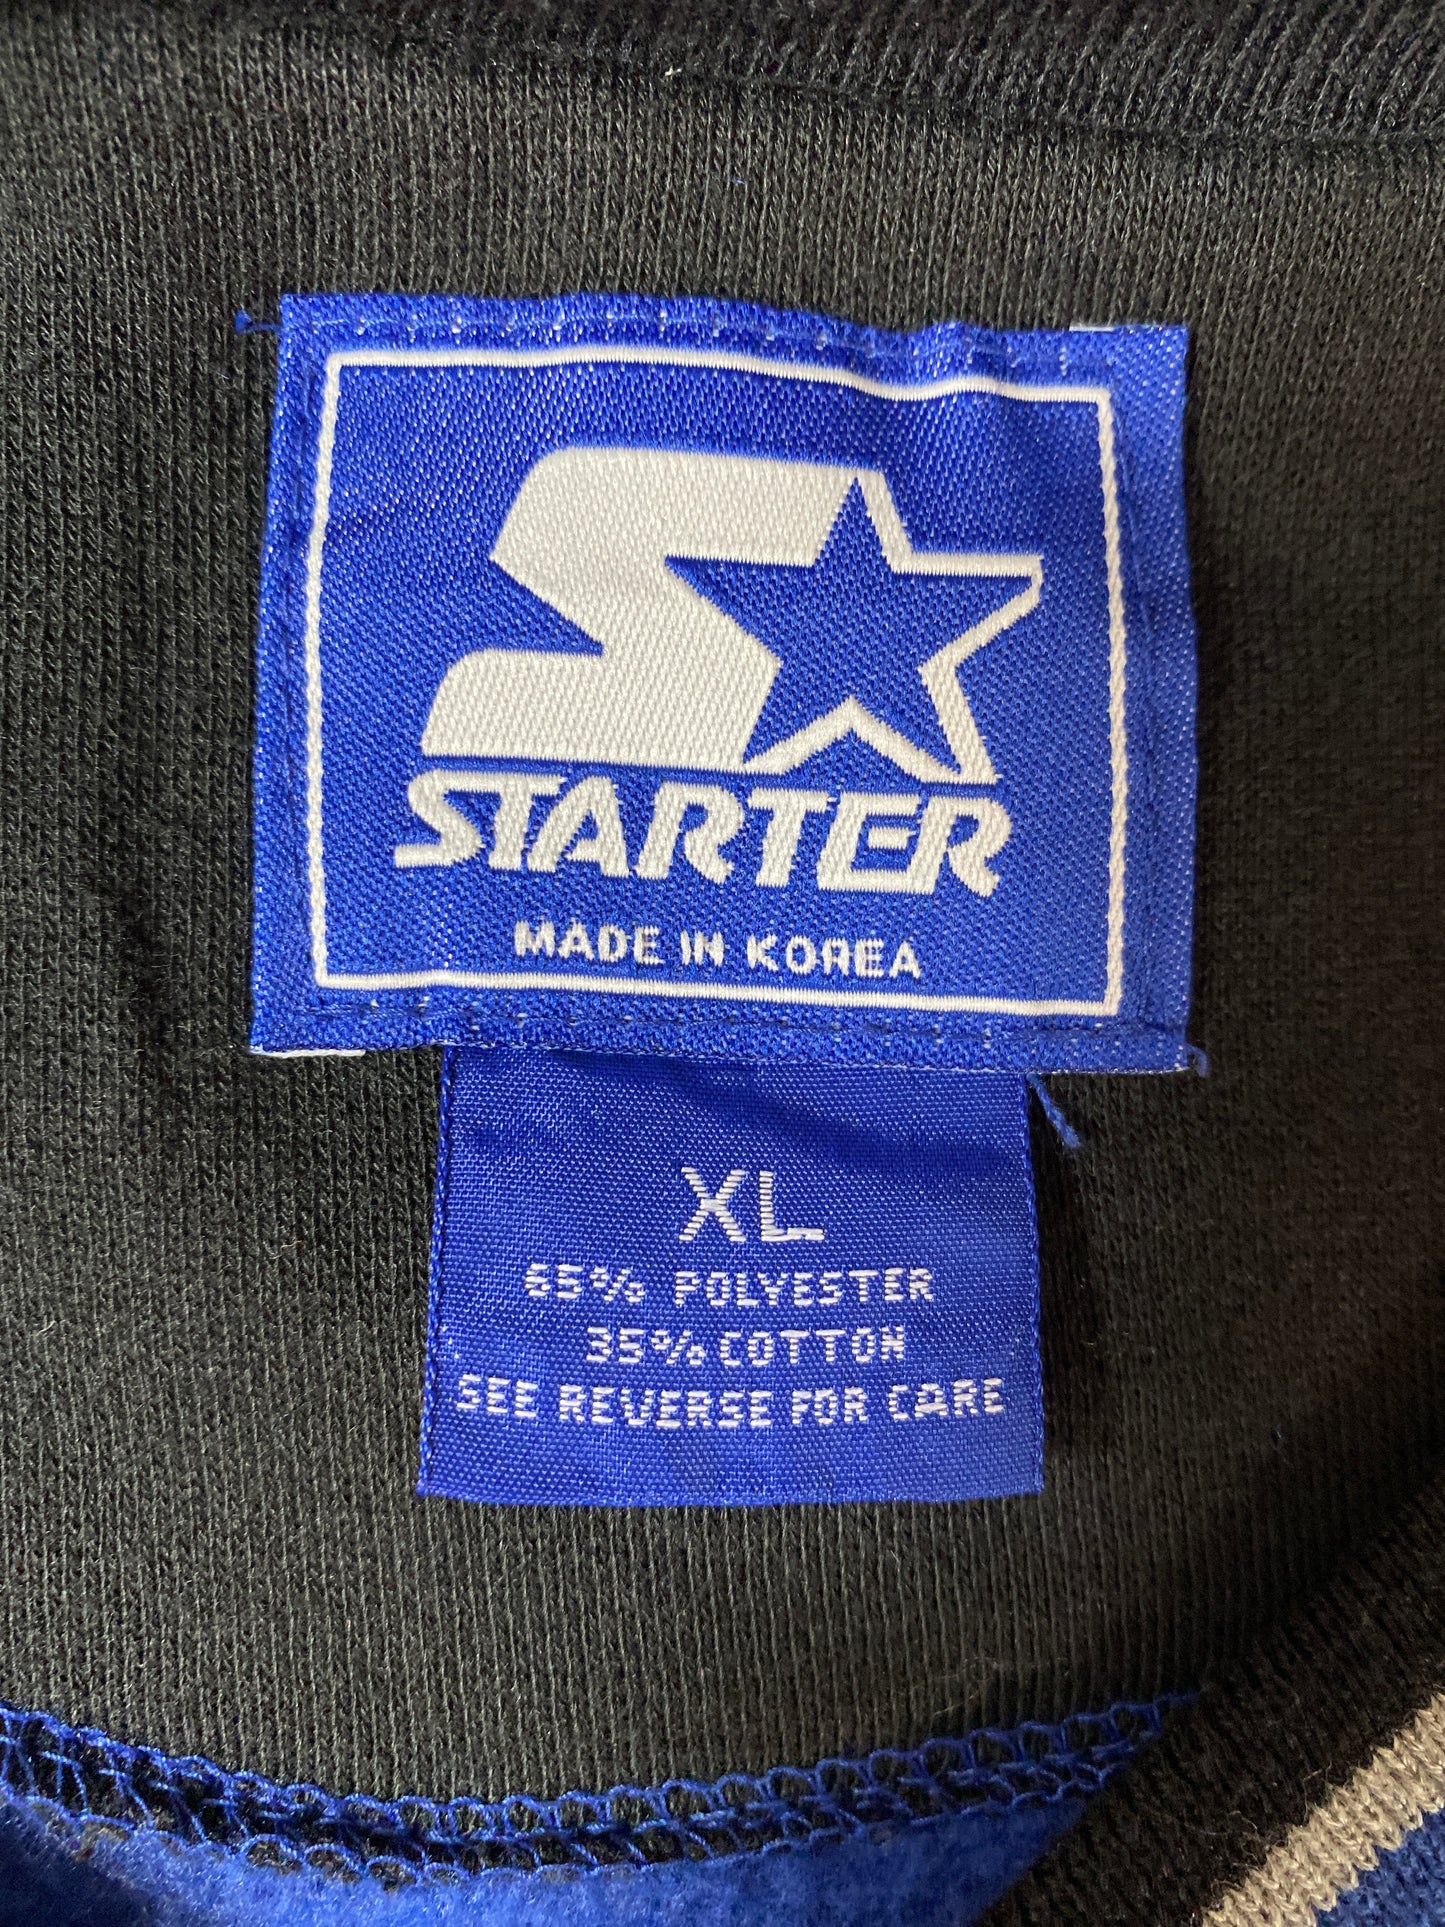 STARTER
MADE IN KOREA
XL
65% POLYESTER
35% COTTON
SEE REVERSE FOR CARE